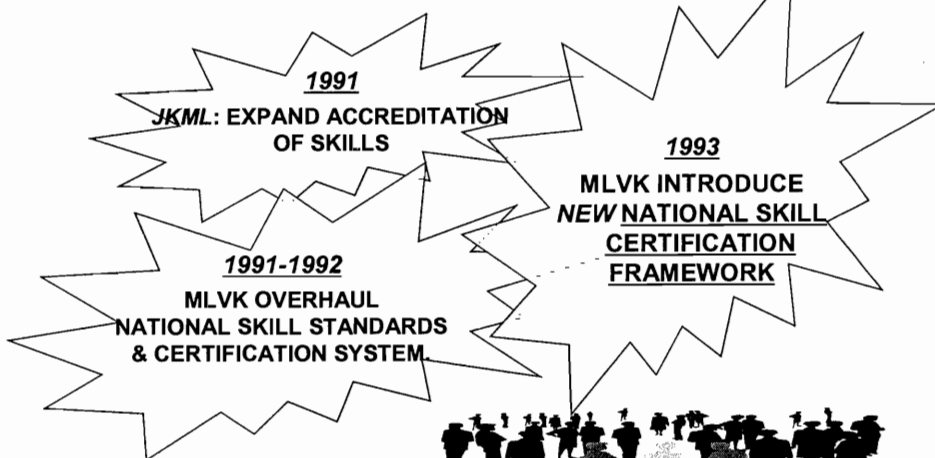 1991
JKML: EXPAND ACCREDITATION
OF SKILLS
1991-1992
MLVK OVERHAUL
NATIONAL SKILL STANDARDS
& CERTIFICATION SYSTEM.
1993
MLVK INTRODUCE
NEW NATIONAL SKILL
CERTIFICATION
FRAMEWORK